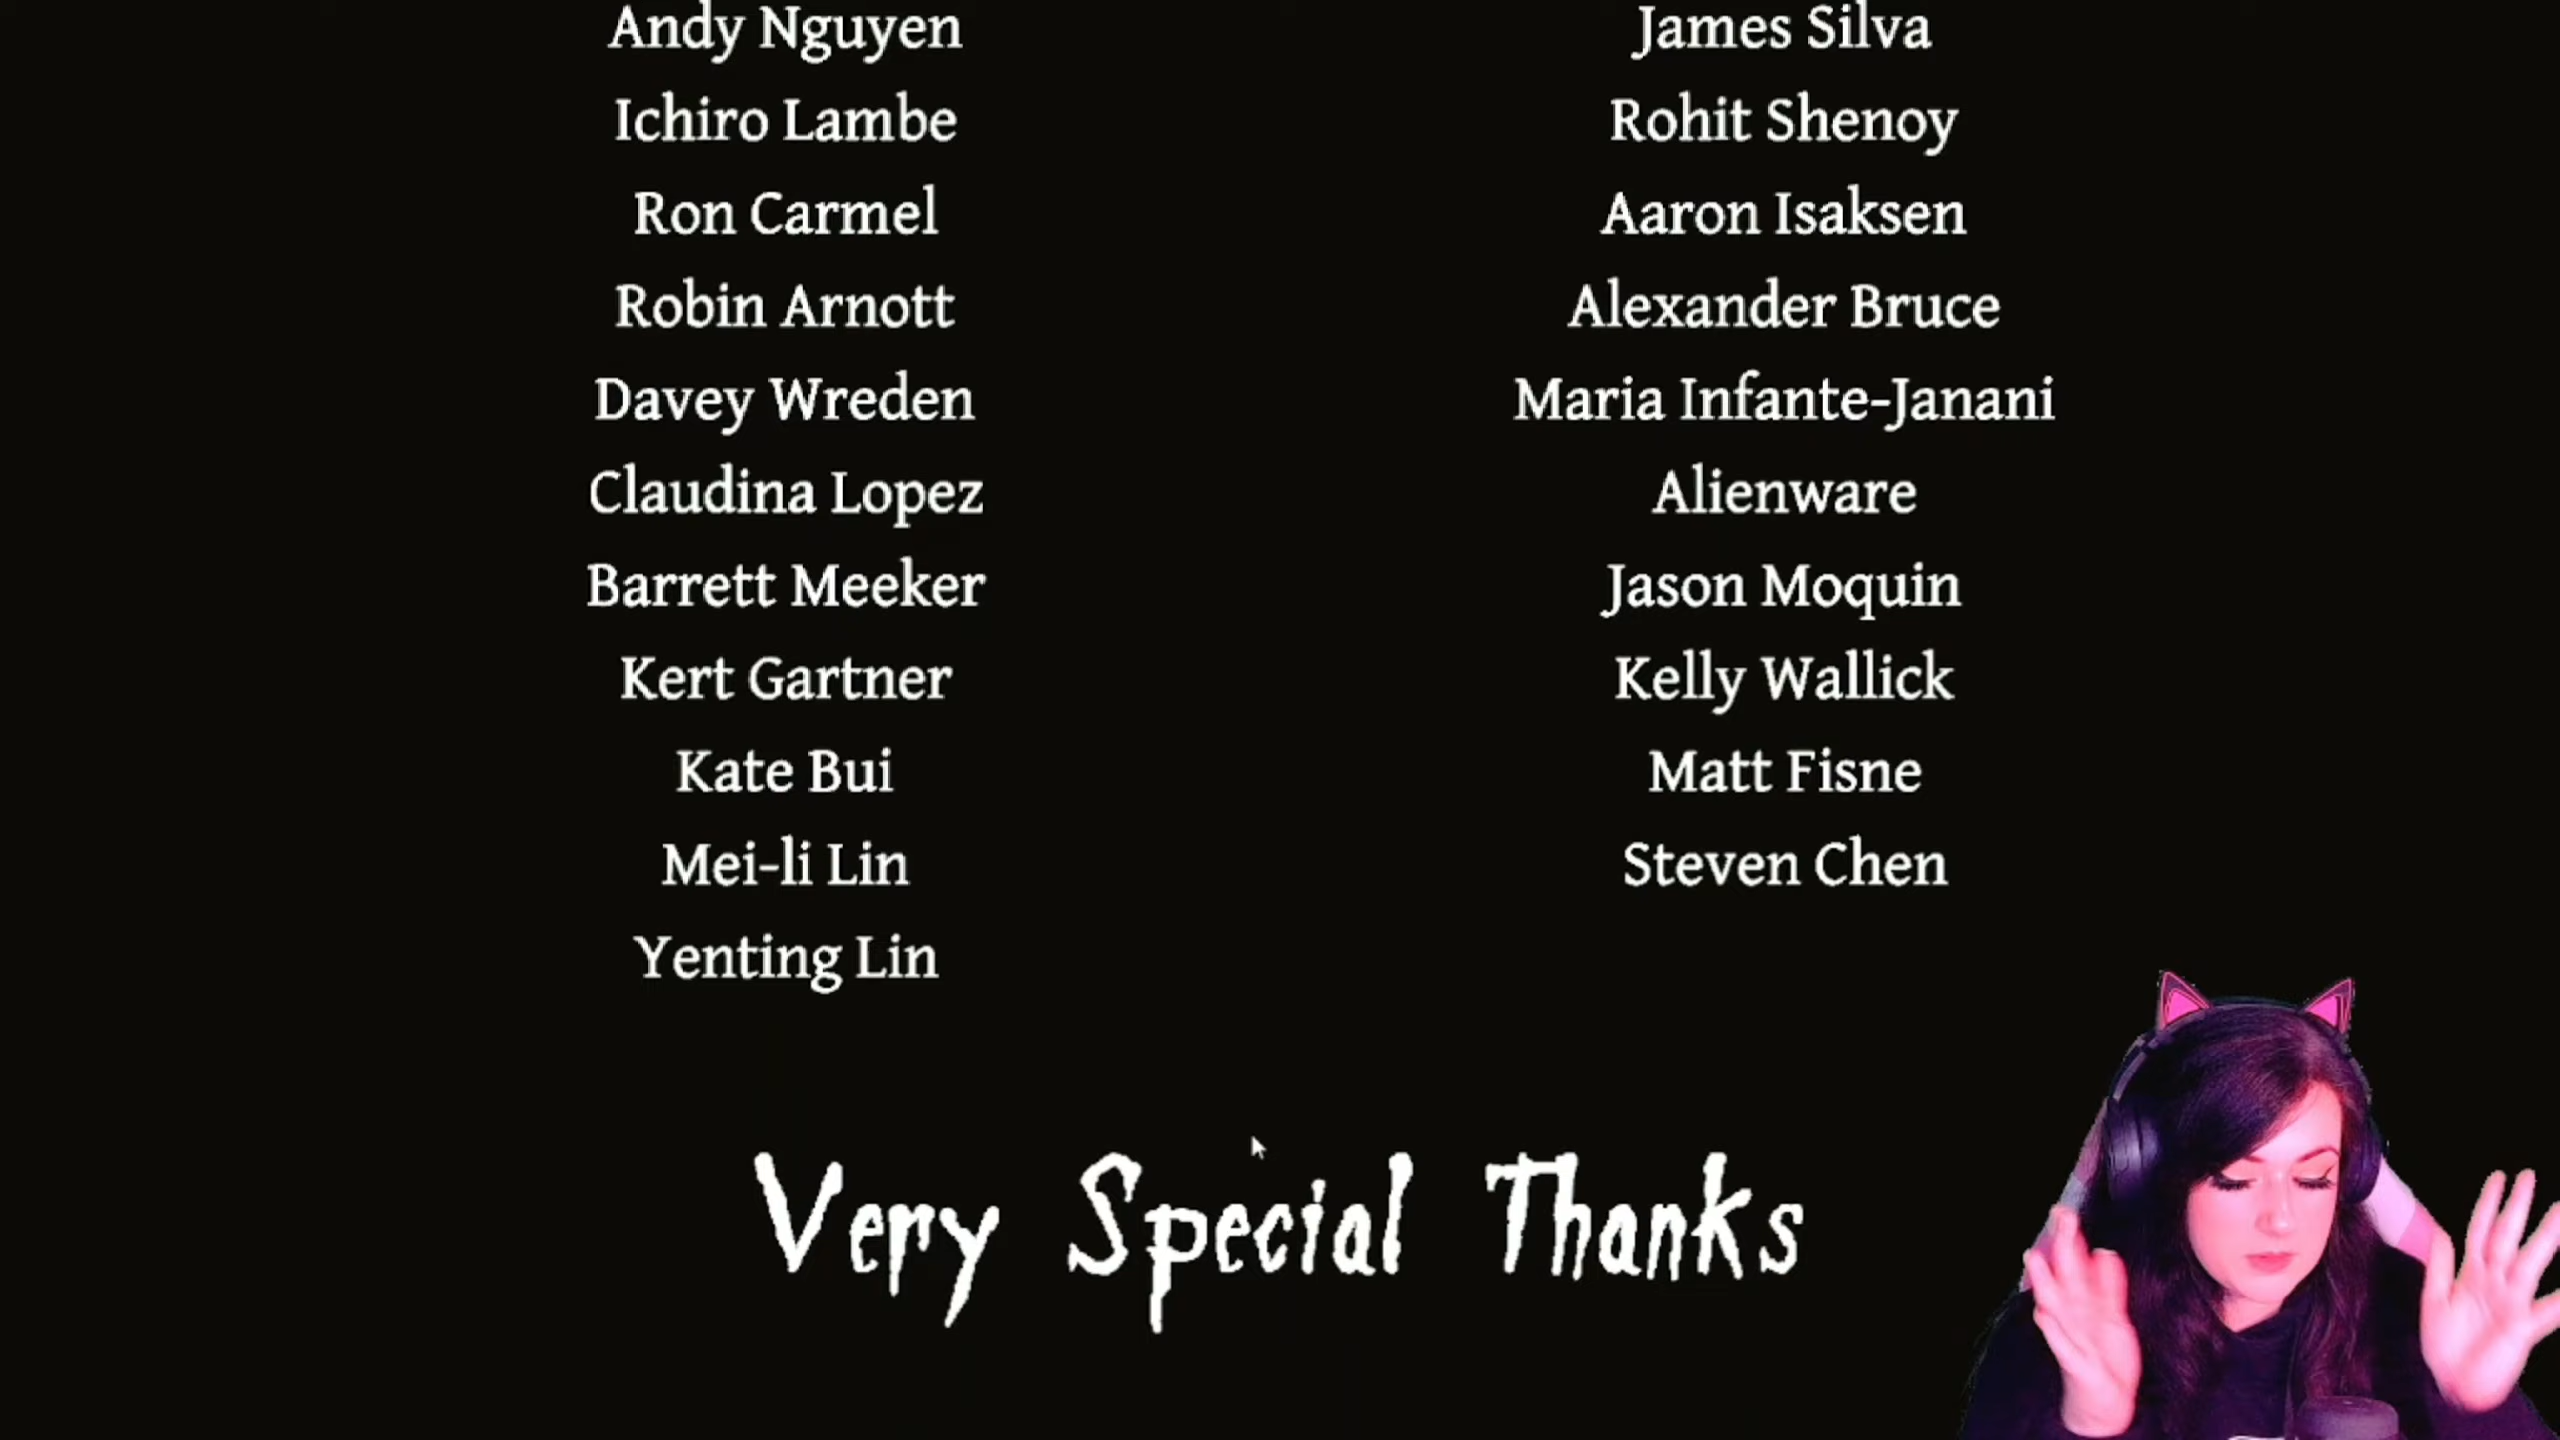 Andy Nguyen
James Silva
Ichiro Lambe
Rohit Shenoy
Ron Carmel
Aaron Isaksen
Robin Arnott
Alexander Bruce
Davey Wreden
Maria Infante-Janani
Claudina Lopez
Alienware
Barrett Meeker
Jason Moquin
Kert Gartner
Kelly Wallick
Kate Bui
Matt Fisne
Mei-li Lin
Steven Chen
Yenting Lin
Very Special Thanks